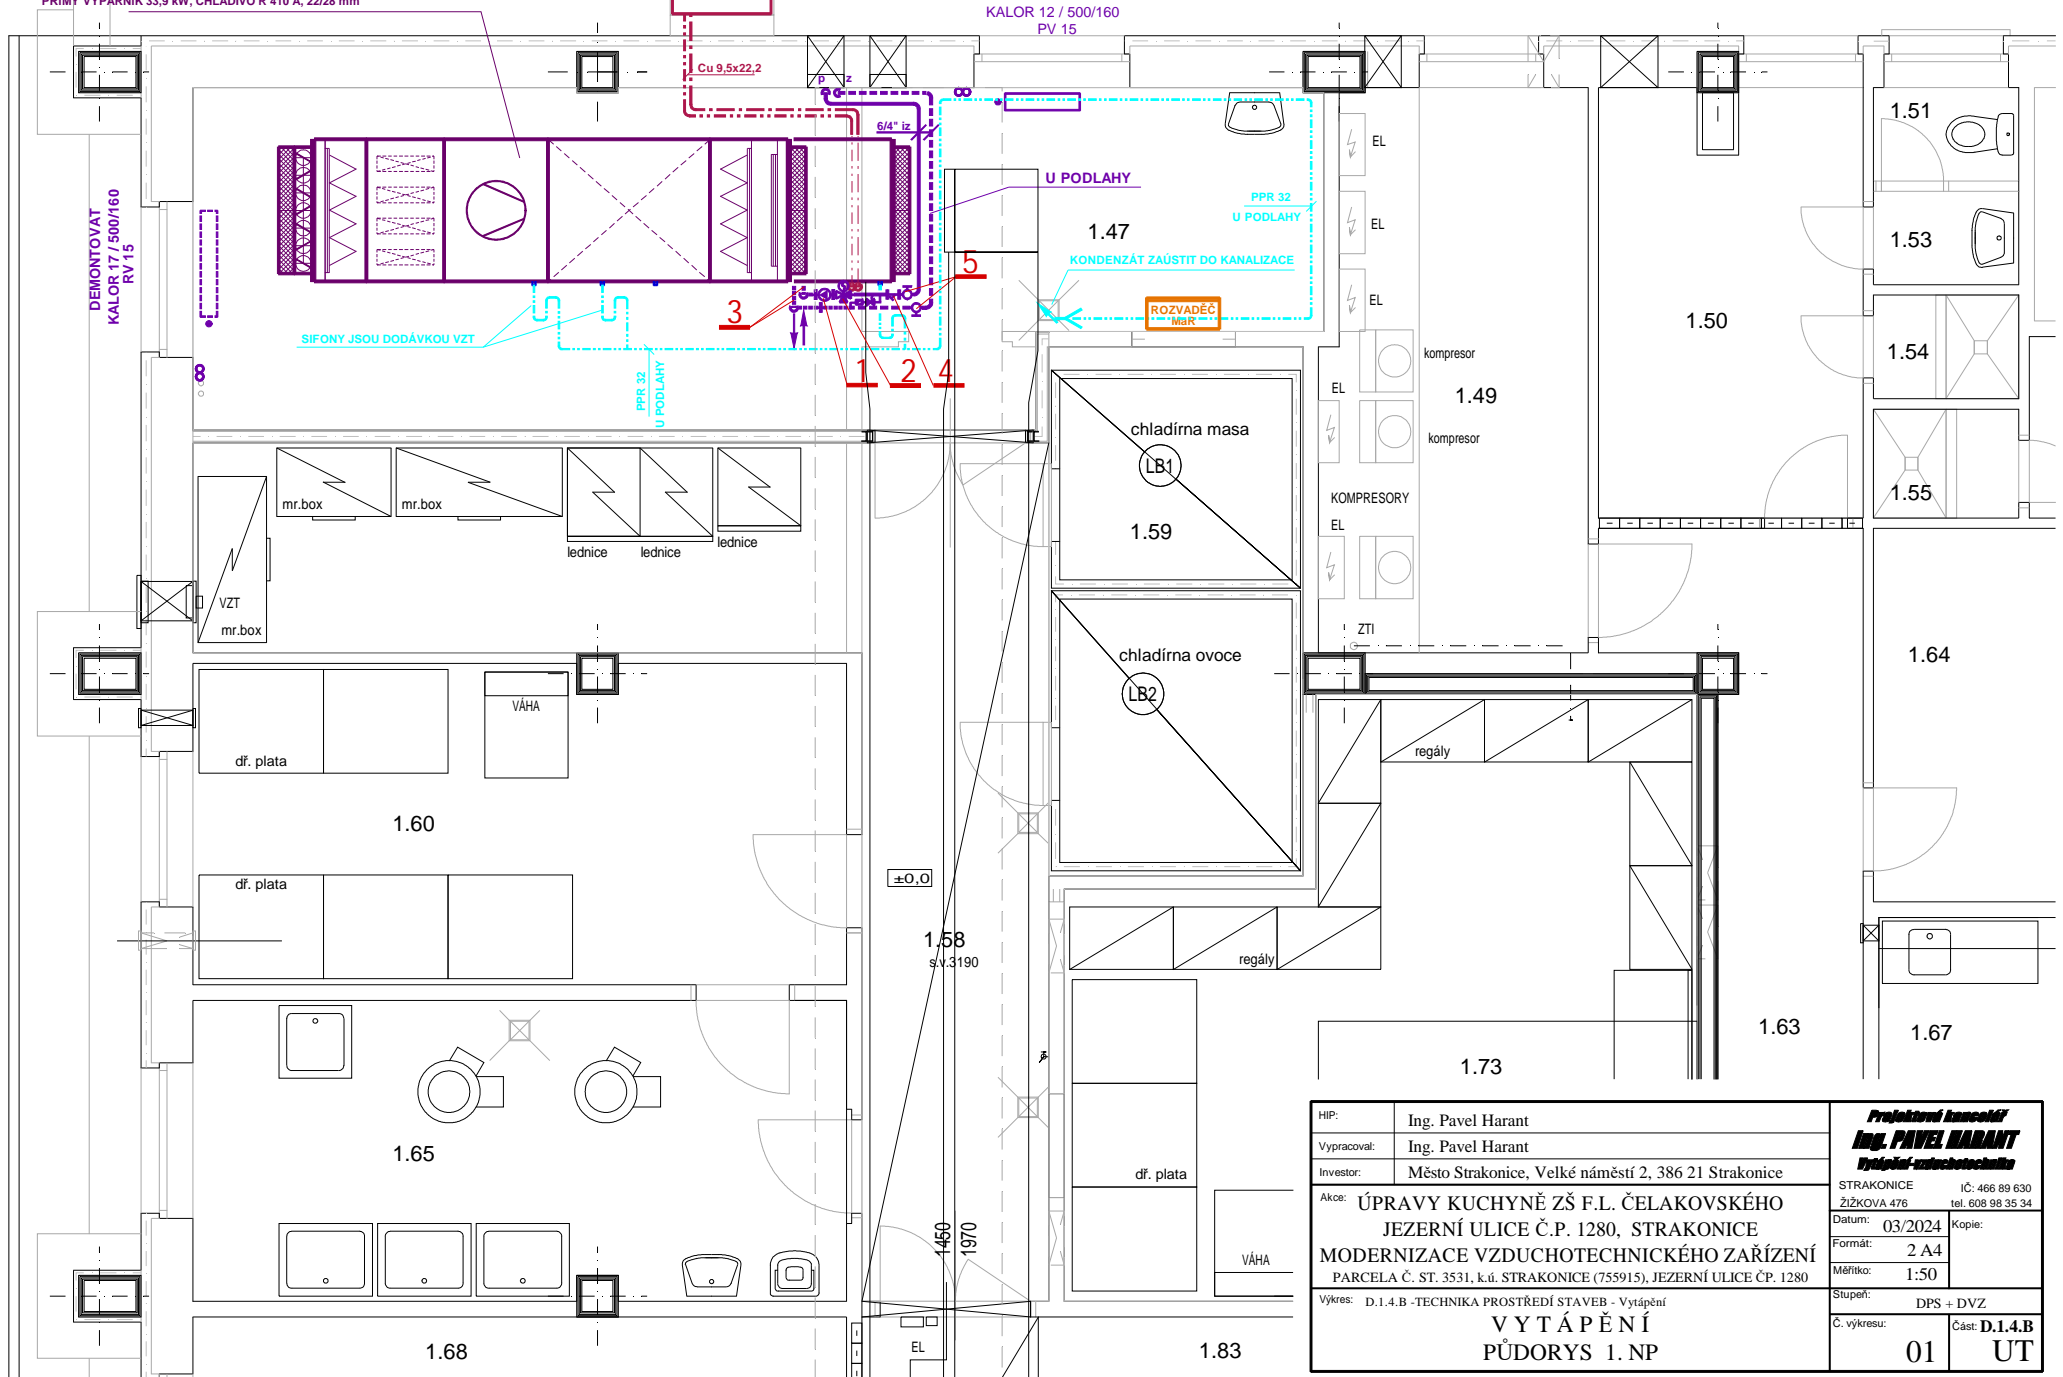 PŘÍMÝ VÝPARNÍK 33,9 kW, CHLADIVO R 410 A, 22/28 mm
KALOR 12 / 500/160
PV 15
Cu 9,5x22,2
p
z
6/4" iz
U PODLAHY
PPR 32
U PODLAHY
1.47
KONDENZÁT ZAÚSTIT DO KANALIZACE
ROZVADĚČ
MaR
DEMONTOVAT
KALOR 17 / 500/160
RV 15
SIFONY JSOU DODÁVKOU VZT
PPR 32
U PODLAHY
3
5
1
2
4
EL
EL
EL
1.51
1.53
1.50
1.54
1.55
kompresor
EL
1.49
kompresor
KOMPRESORY
EL
ZTI
chladírna masa
LB1
1.59
chladírna ovoce
LB2
mr.box
mr.box
lednice
lednice
lednice
VZT
mr.box
1.64
VÁHA
dř. plata
1.60
dř. plata
±0,0
1.58
s.v.3190
regály
regály
1.63
1.67
1.73
1.65
dř. plata
VÁHA
1450
1970
EL
1.68
1.83
HIP: Ing. Pavel Harant
Vypracoval: Ing. Pavel Harant
Investor: Město Strakonice, Velké náměstí 2, 386 21 Strakonice
Akce: ÚPRAVY KUCHYNĚ ZŠ F.L. ČELAKOVSKÉHO
JEZERNÍ ULICE Č.P. 1280, STRAKONICE
MODERNIZACE VZDUCHOTECHNICKÉHO ZAŘÍZENÍ
PARCELA Č. ST. 3531, k.ú. STRAKONICE (755915), JEZERNÍ ULICE ČP. 1280
Výkres: D.1.4.B -TECHNIKA PROSTŘEDÍ STAVEB - Vytápění
VYTÁPĚNÍ
PŮDORYS 1. NP
Projektová kancelář
Ing. PAVEL HARANT
Vytápění-vzduchotechnika
STRAKONICE IČ: 466 89 630
ŽIŽKOVA 476 tel. 608 98 35 34
Datum: 03/2024 Kopie:
Formát: 2 A4
Měřítko: 1:50
Stupeň: DPS + DVZ
Č. výkresu: 01
Část: D.1.4.B
UT